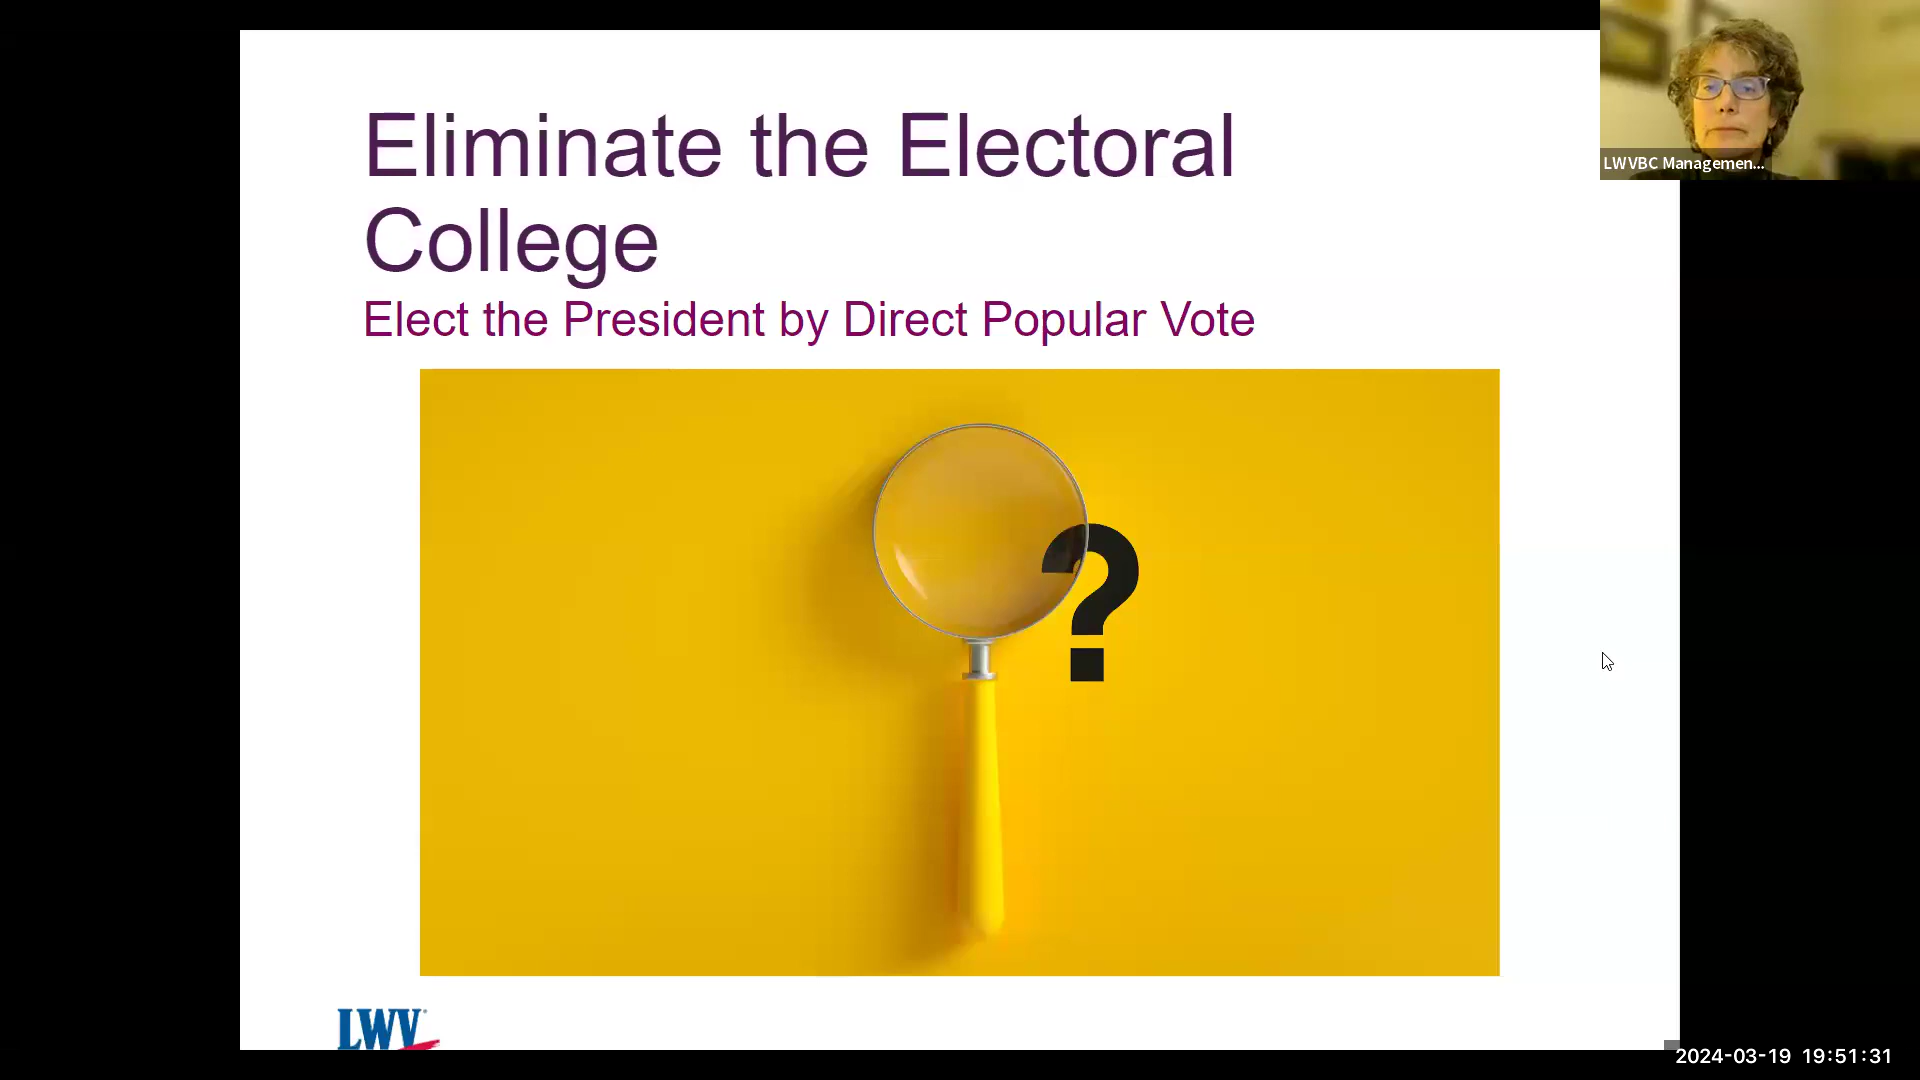 Eliminate the Electoral
College
Elect the President by Direct Popular Vote
?
LWVBC Managemen...
LWV
2024-03-19 19:51:31